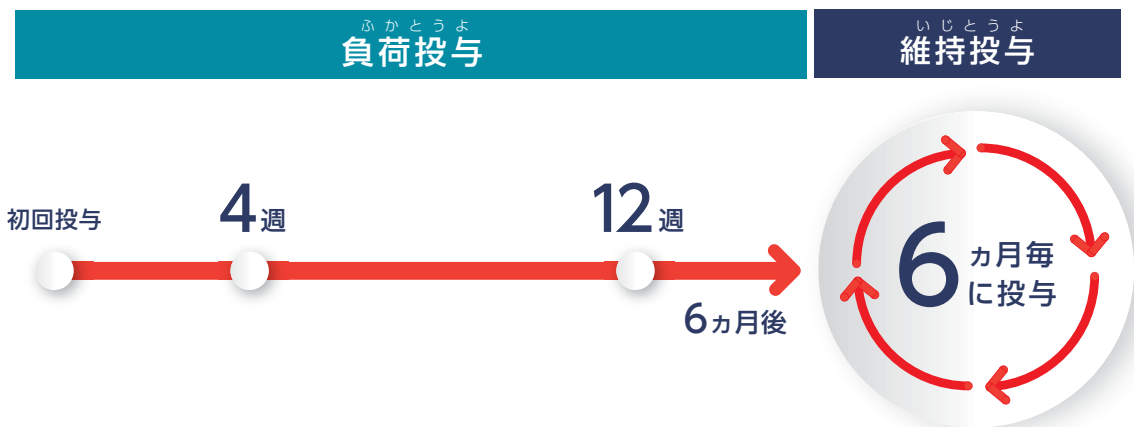 ふかとうよ
負荷投与
いじとうよ
維持投与
初回投与
4週
12週
6ヵ月後
6ヵ月毎
に投与